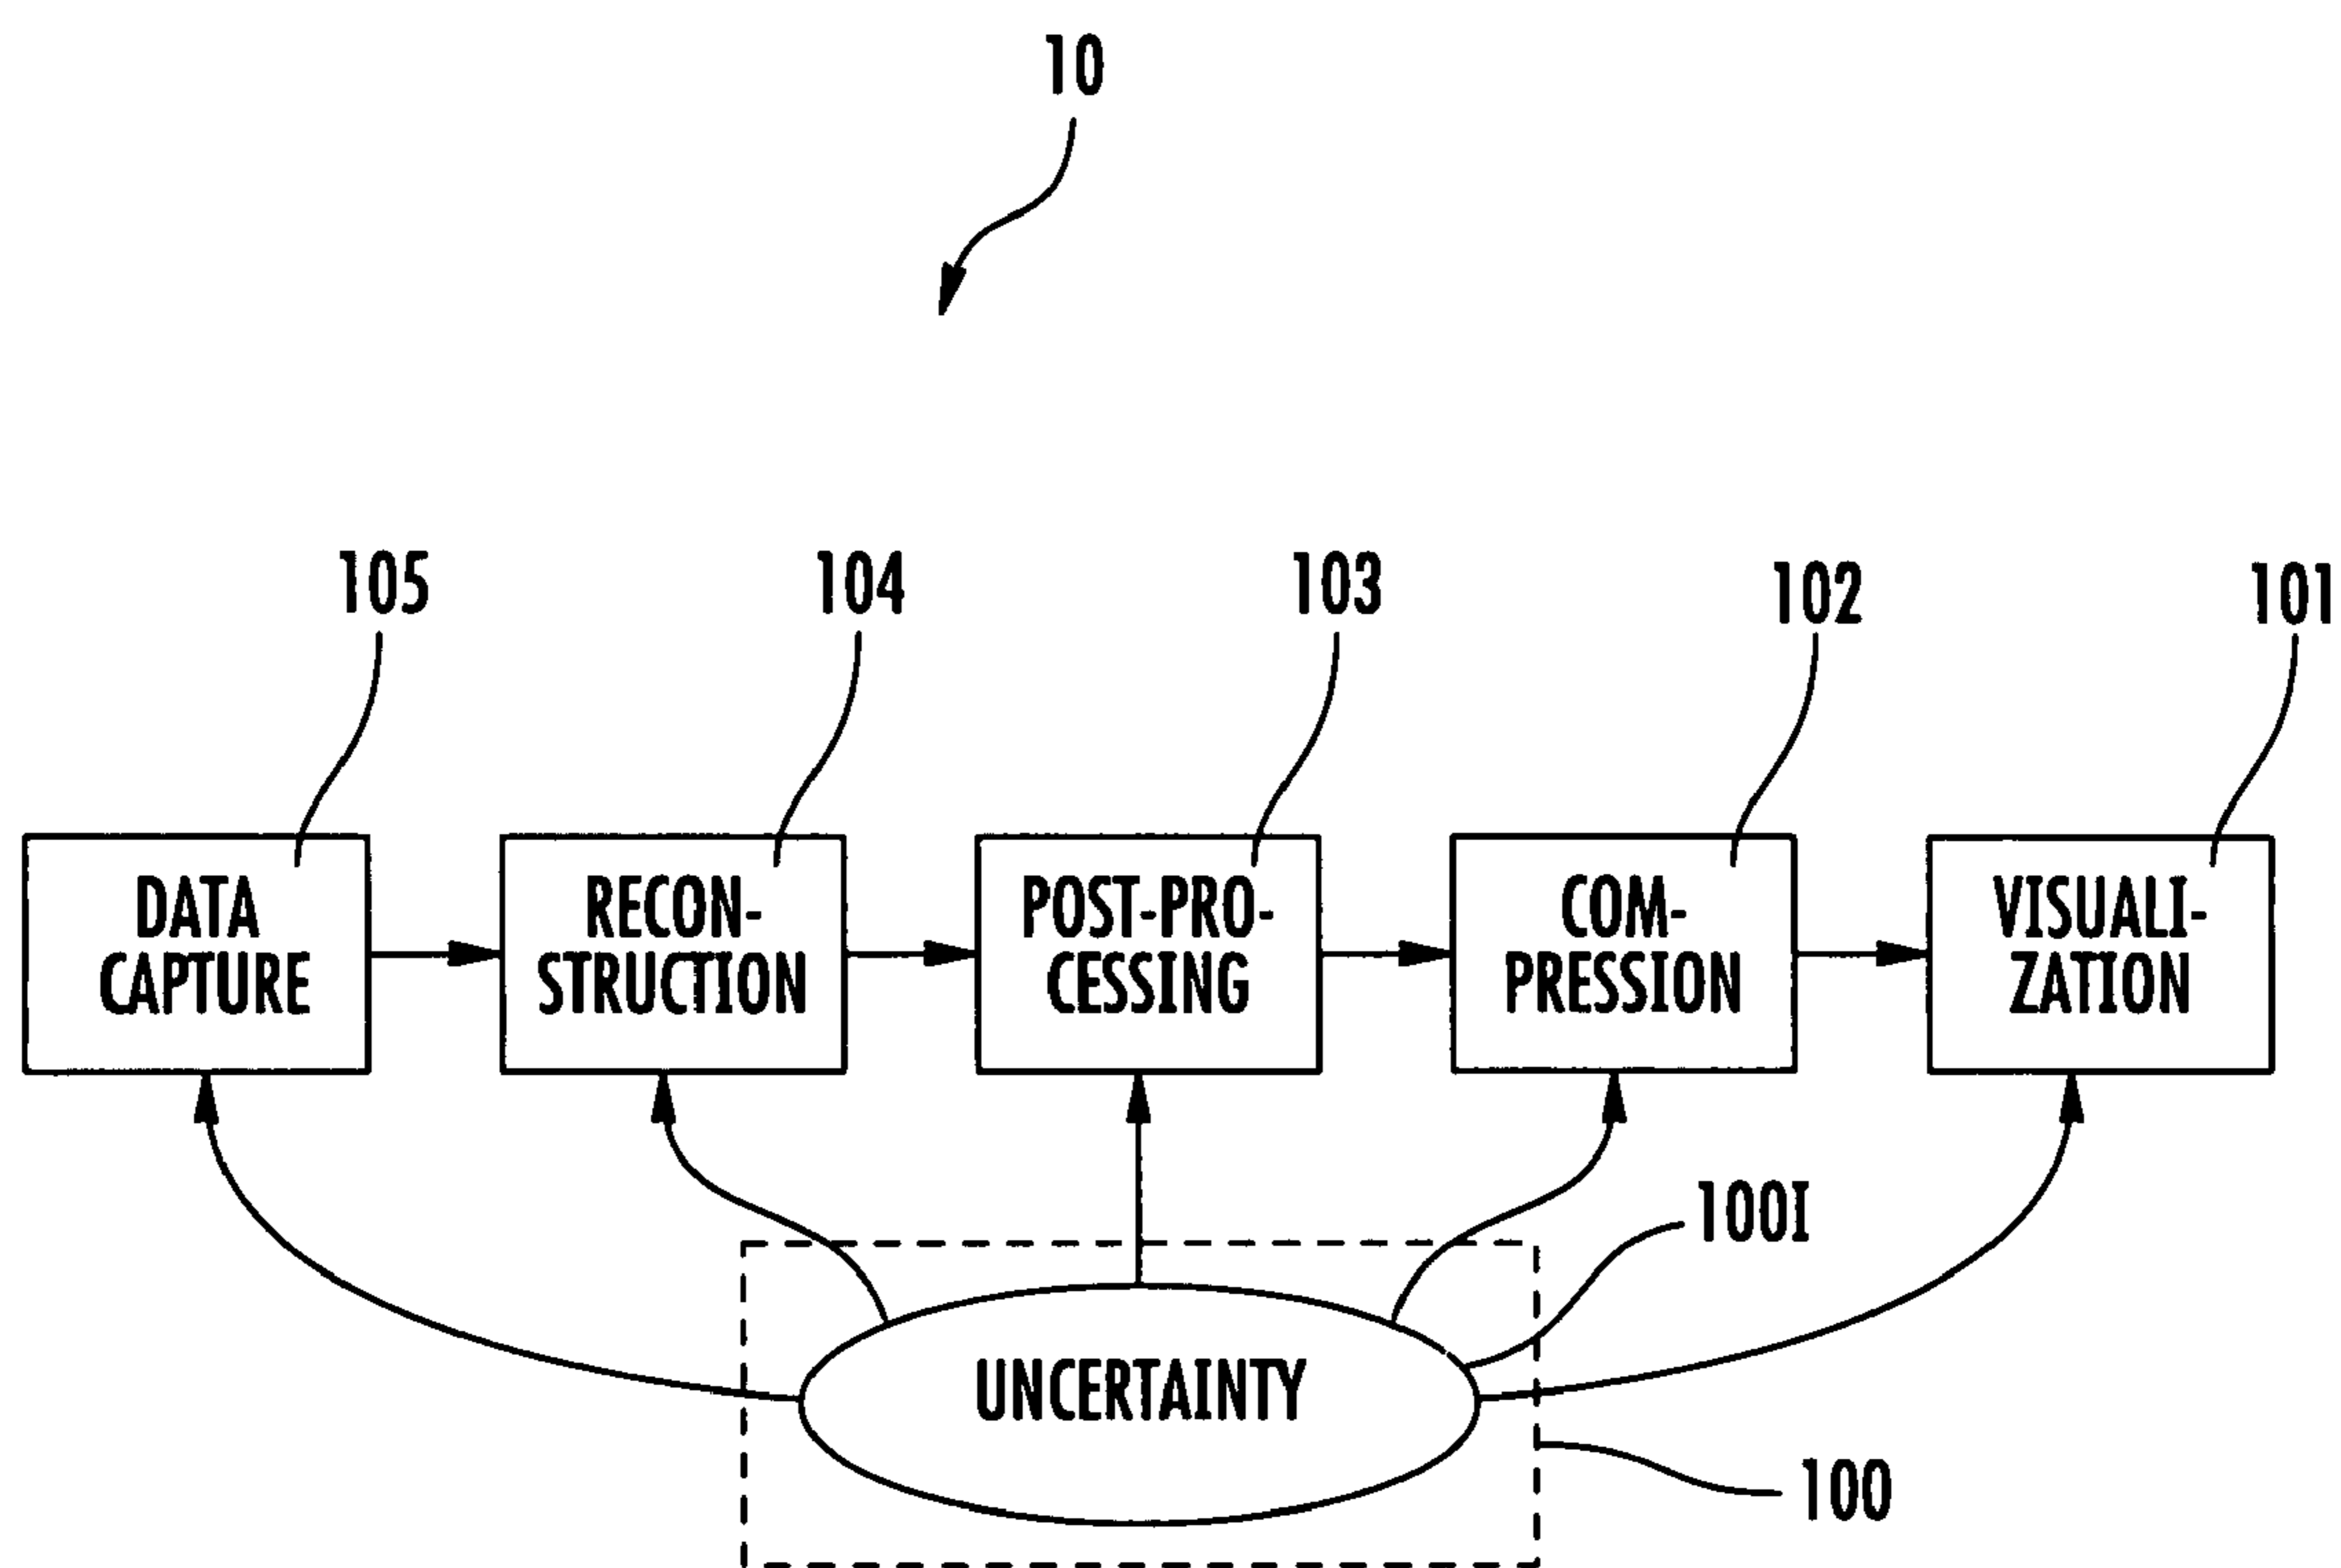 10
105
104
103
102
101
DATA
CAPTURE
RECON-
STRUCTION
POST-PRO-
CESSING
COM-
PRESSION
VISUALI-
ZATION
100I
UNCERTAINTY
100